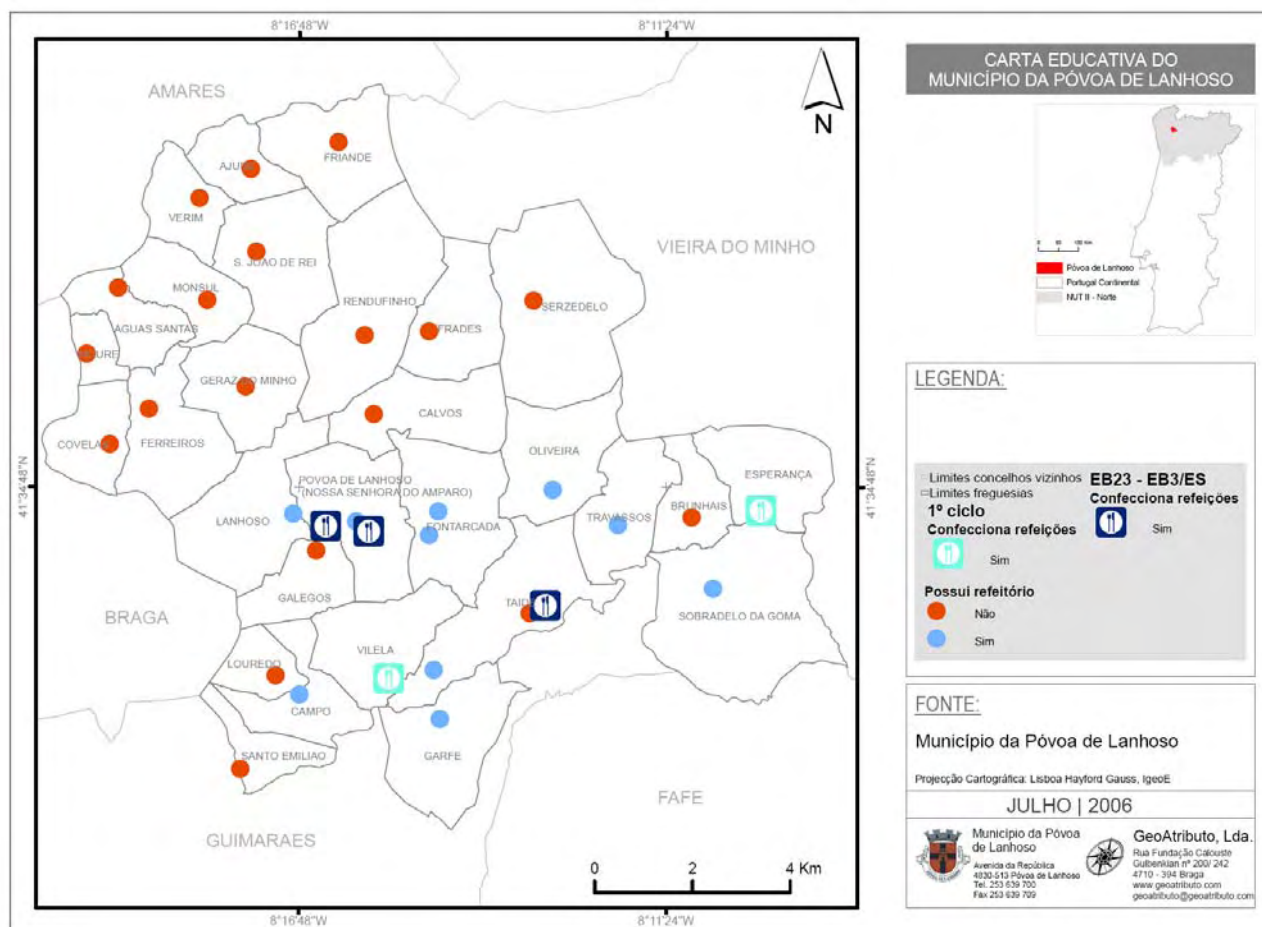 8°16'48"W
8°11'24"W
AMARES
N
FRIANDE
VERIM
S. JOAO DE REI
VIEIRA DO MINHO
MONSUL
RENDUFINHO
SERZEDELO
AGUAS SANTAS
FRADES
GERAZ DO MINHO
CALVOS
COVELAS
FERREIROS
OLIVEIRA
ESPERANÇA
41°34'48"N
41°34'48"N
POVOA DE LANHOSO
(NOSSA SENHORA DO AMPARO)
LANHOSO
BRUNHAIS
FONTARCADA
TRAVASSOS
GALEGOS
TAIDE
BRAGA
SOBRADELO DA GOMA
VILELA
LOUREDO
CAMPO
SANTO EMILIAO
GARFE
FAFE
GUIMARAES
0 2 4 Km
8°16'48"W
8°11'24"W
CARTA EDUCATIVA DO
MUNICÍPIO DA PÓVOA DE LANHOSO
Póvoa de Lanhoso
Portugal Continental
NUT II - Norte
LEGENDA:
Limites concelhos vizinhos
Limites freguesias
1º ciclo
Confecciona refeições
Sim
EB23 - EB3/ES
Confecciona refeições
Sim
Possui refeitório
Não
Sim
FONTE:
Município da Póvoa de Lanhoso
Projecção Cartográfica: Lisboa Hayford Gauss, IgeoE
JULHO | 2006
Município da Póvoa
de Lanhoso
Avenida da República
4830-513 Póvoa de Lanhoso
Tel. 253 639 700
Fax 253 639 709
GeoAtributo, Lda.
Rua Fundação Calouste
Gulbenkian nº 200/ 242
4710 - 394 Braga
www.geoatributo.com
geoatributo@geoatributo.com